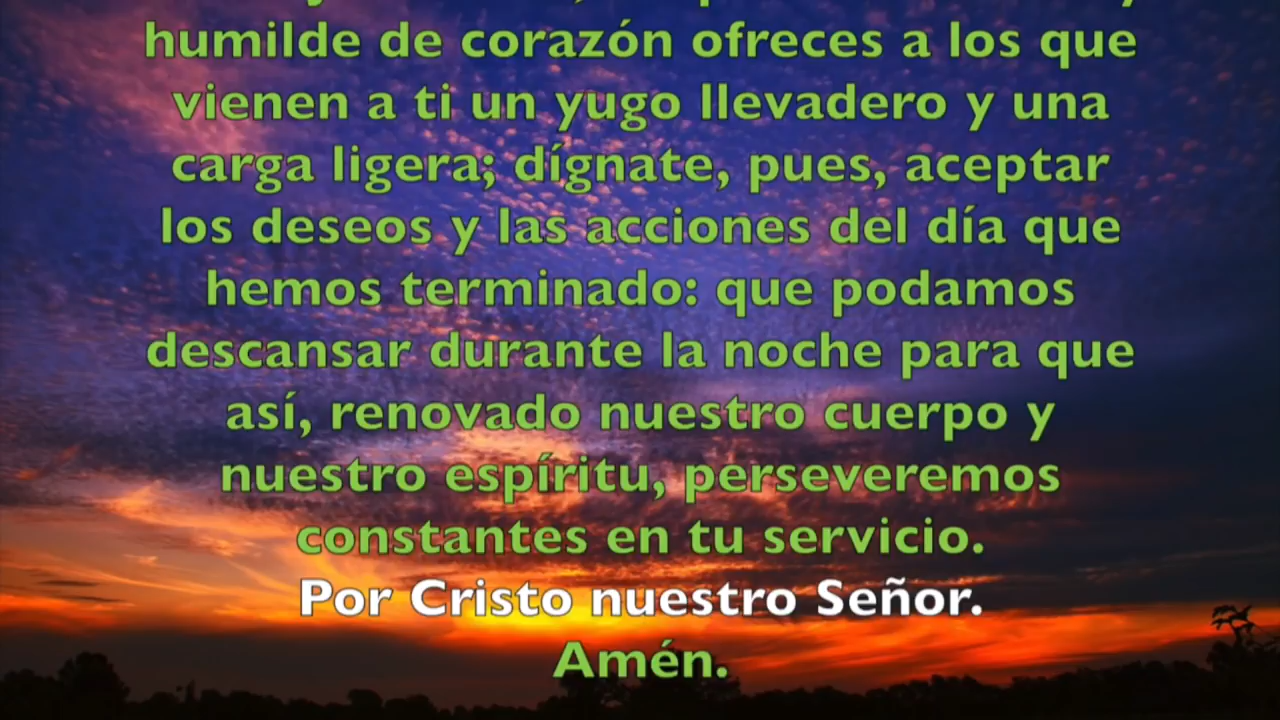 humilde de corazón ofreces a los que
vienen a ti un yugo llevadero y una
carga ligera; dígnate, pues, aceptar
los deseos y las acciones del día que
hemos terminado: que podamos
descansar durante la noche para que
así, renovado nuestro cuerpo y
nuestro espíritu, perseveremos
constantes en tu servicio.
Por Cristo nuestro Señor.
Amén.